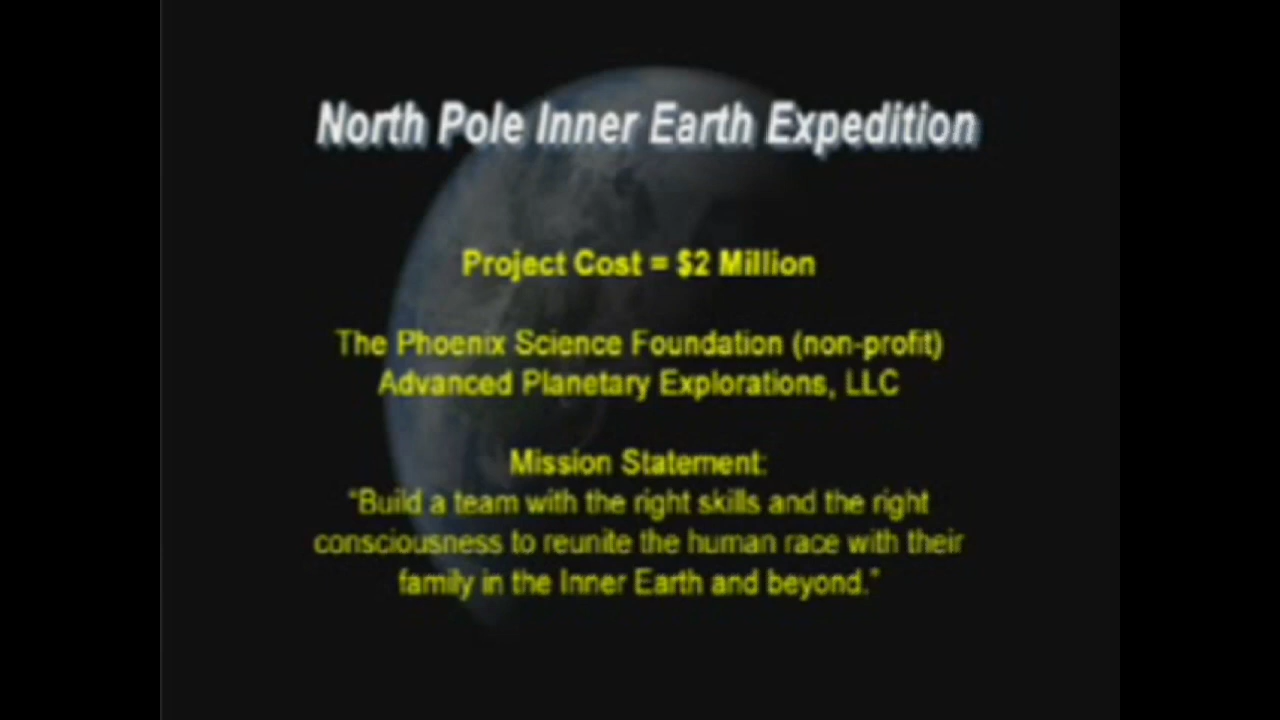 North Pole Inner Earth Expedition
Project Cost = $2 Million
The Phoenix Science Foundation (non-profit)
Advanced Planetary Explorations, LLC
Mission Statement:
"Build a team with the right skills and the right
consciousness to reunite the human race with their
family in the Inner Earth and beyond."